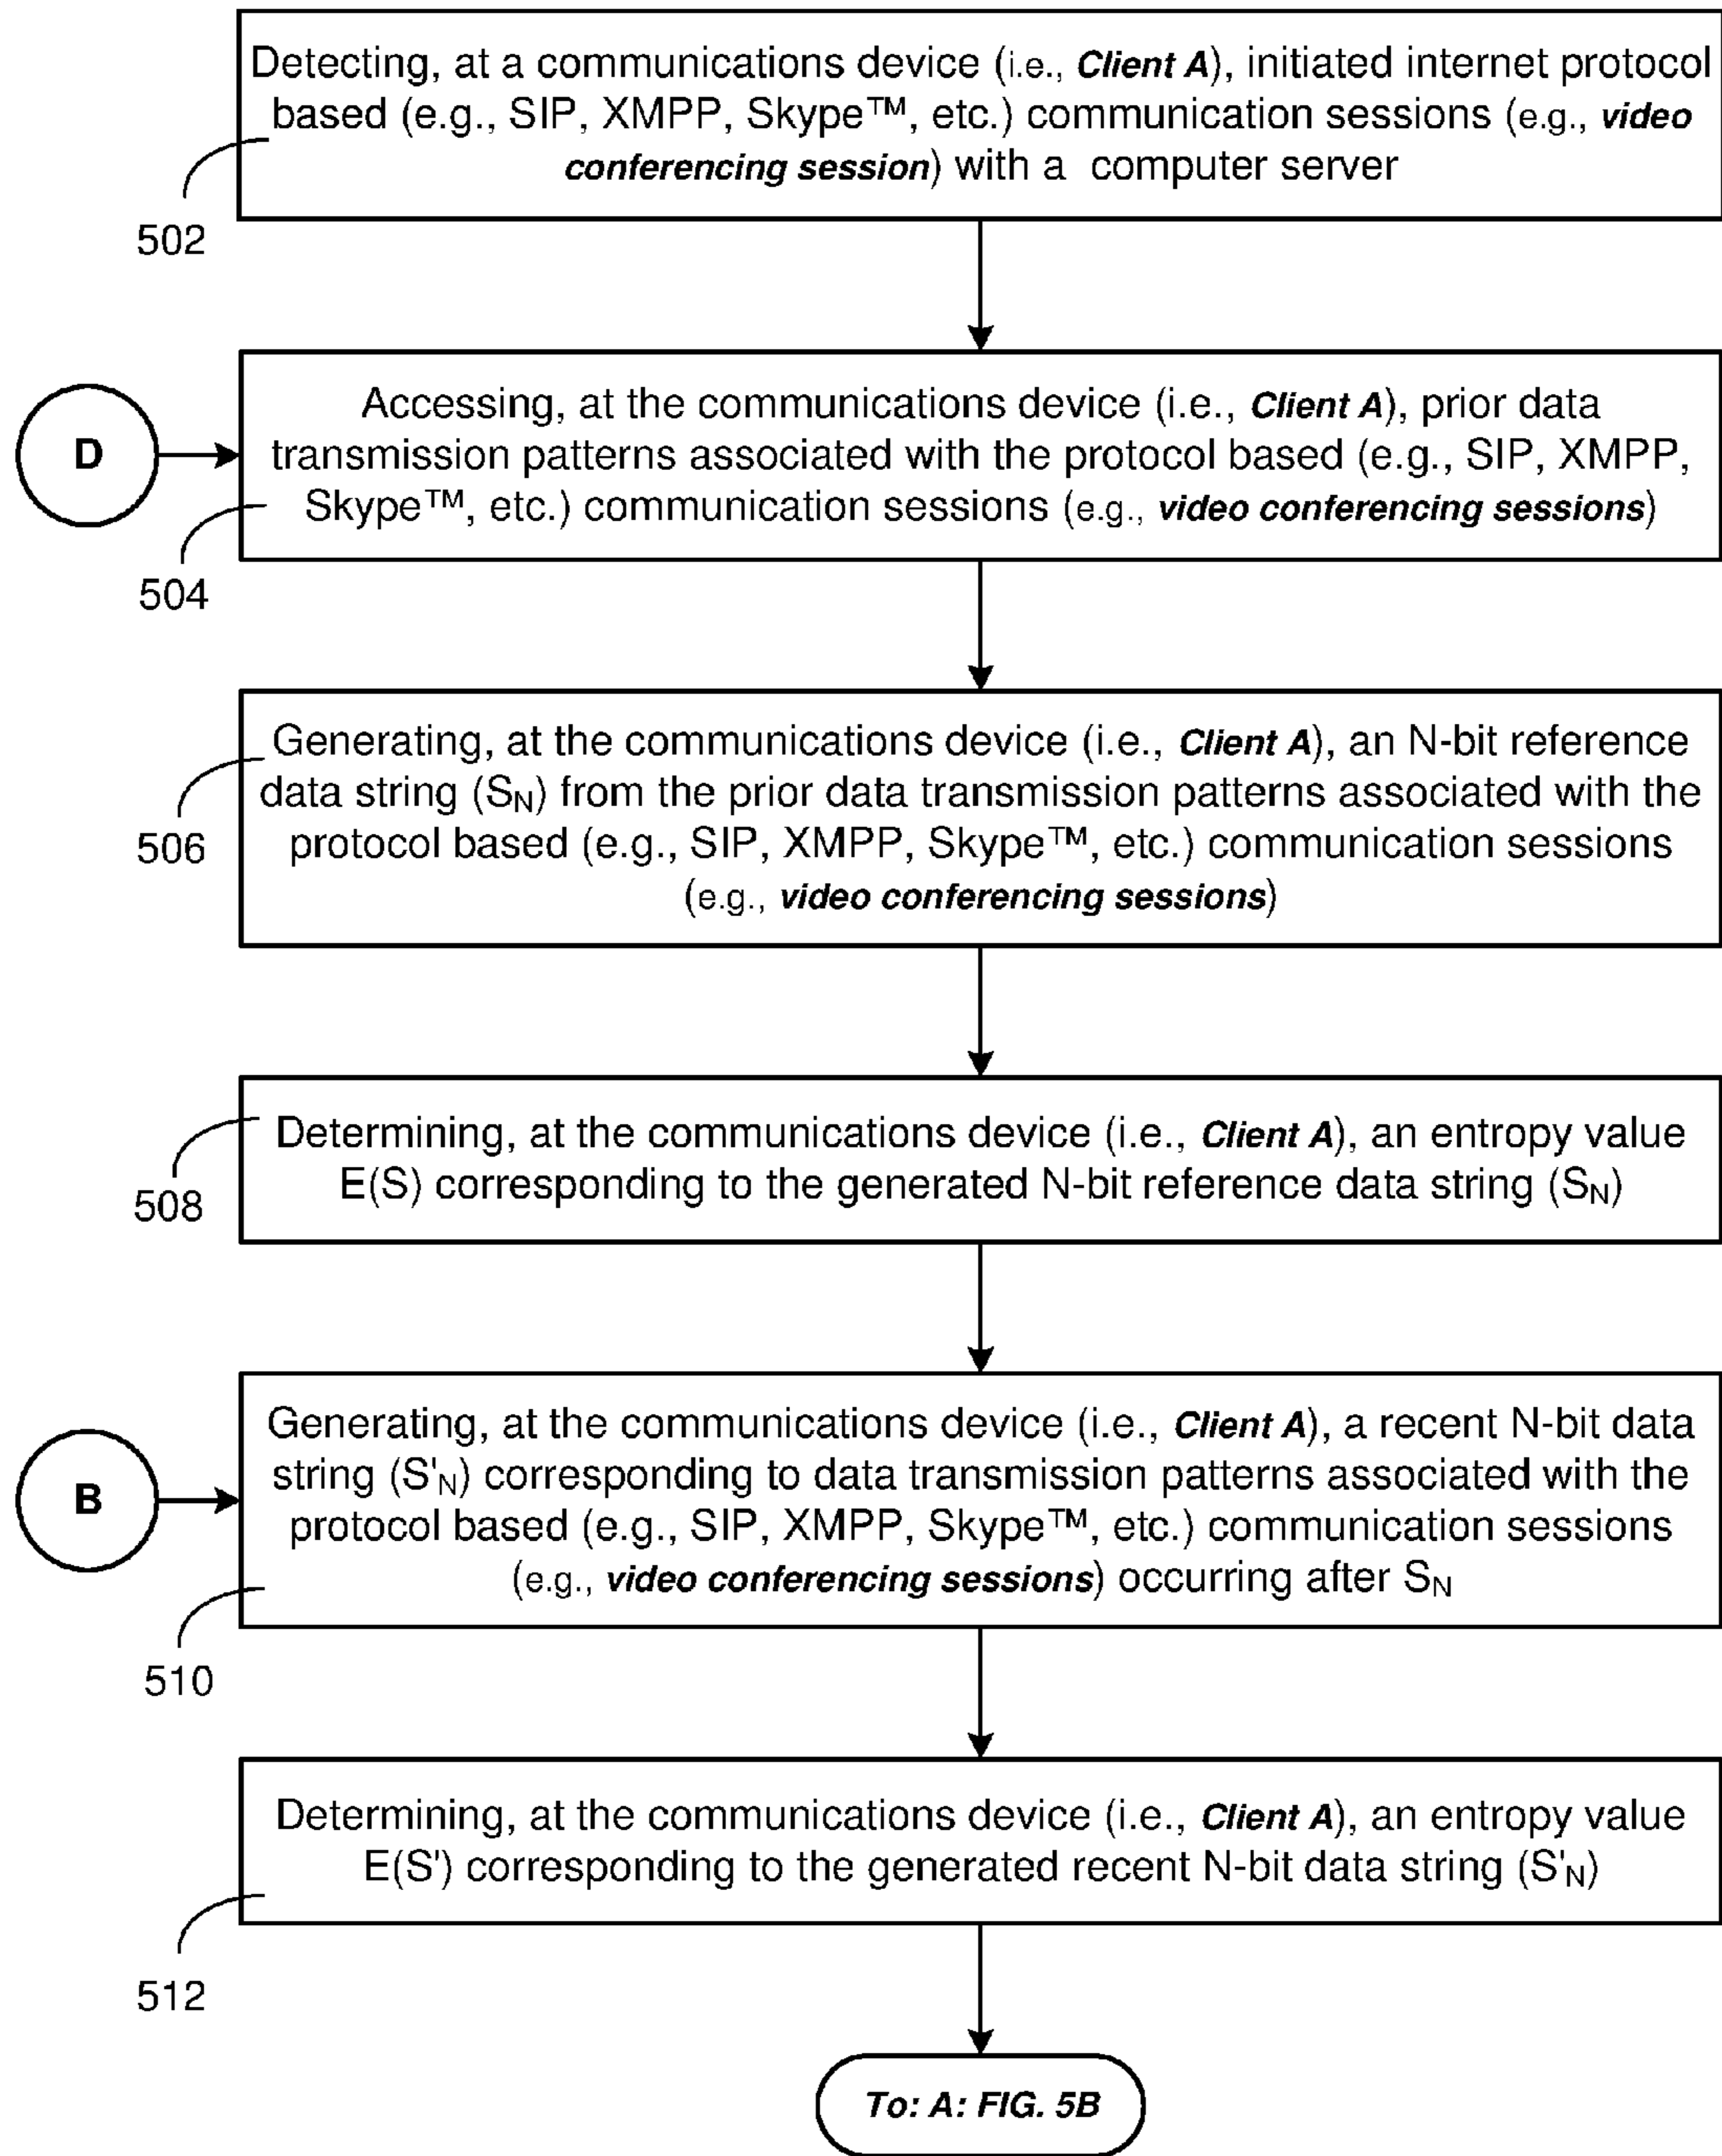 Detecting, at a communications device (i.e., Client A), initiated internet protocol
based (e.g., SIP, XMPP, Skype™, etc.) communication sessions (e.g., video
conferencing session) with a computer server
502
D
Accessing, at the communications device (i.e., Client A), prior data
transmission patterns associated with the protocol based (e.g., SIP, XMPP,
Skype™, etc.) communication sessions (e.g., video conferencing sessions)
504
Generating, at the communications device (i.e., Client A), an N-bit reference
data string (S_N) from the prior data transmission patterns associated with the
protocol based (e.g., SIP, XMPP, Skype™, etc.) communication sessions
(e.g., video conferencing sessions)
506
Determining, at the communications device (i.e., Client A), an entropy value
E(S) corresponding to the generated N-bit reference data string (S_N)
508
B
Generating, at the communications device (i.e., Client A), a recent N-bit data
string (S'_N) corresponding to data transmission patterns associated with the
protocol based (e.g., SIP, XMPP, Skype™, etc.) communication sessions
(e.g., video conferencing sessions) occurring after S_N
510
Determining, at the communications device (i.e., Client A), an entropy value
E(S') corresponding to the generated recent N-bit data string (S'_N)
512
To: A: FIG. 5B